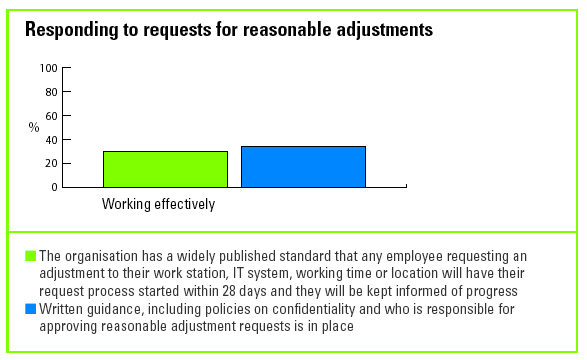 Responding to requests for reasonable adjustments
100
80
60
%
40
20
0
Working effectively
The organisation has a widely published standard that any employee requesting an
adjustment to their work station, IT system, working time or location will have their
request process started within 28 days and they will be kept informed of progress
Written guidance, including policies on confidentiality and who is responsible for
approving reasonable adjustment requests is in place